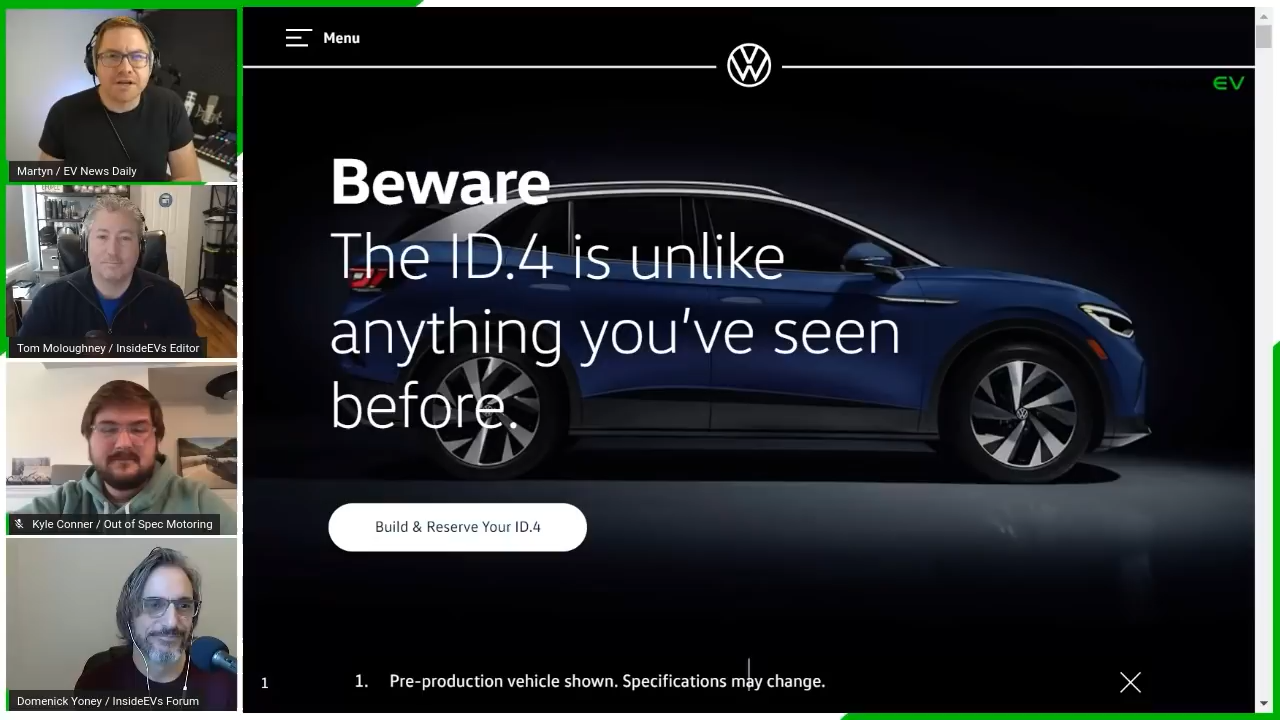 Martyn / EV News Daily
Tom Moloughney / InsideEVs Editor
Kyle Conner / Out of Spec Motoring
Domenick Yoney / InsideEVs Forum
Menu
EV
Beware
The ID.4 is unlike
anything you've seen
before.
Build & Reserve Your ID.4
1
1. Pre-production vehicle shown. Specifications may change.